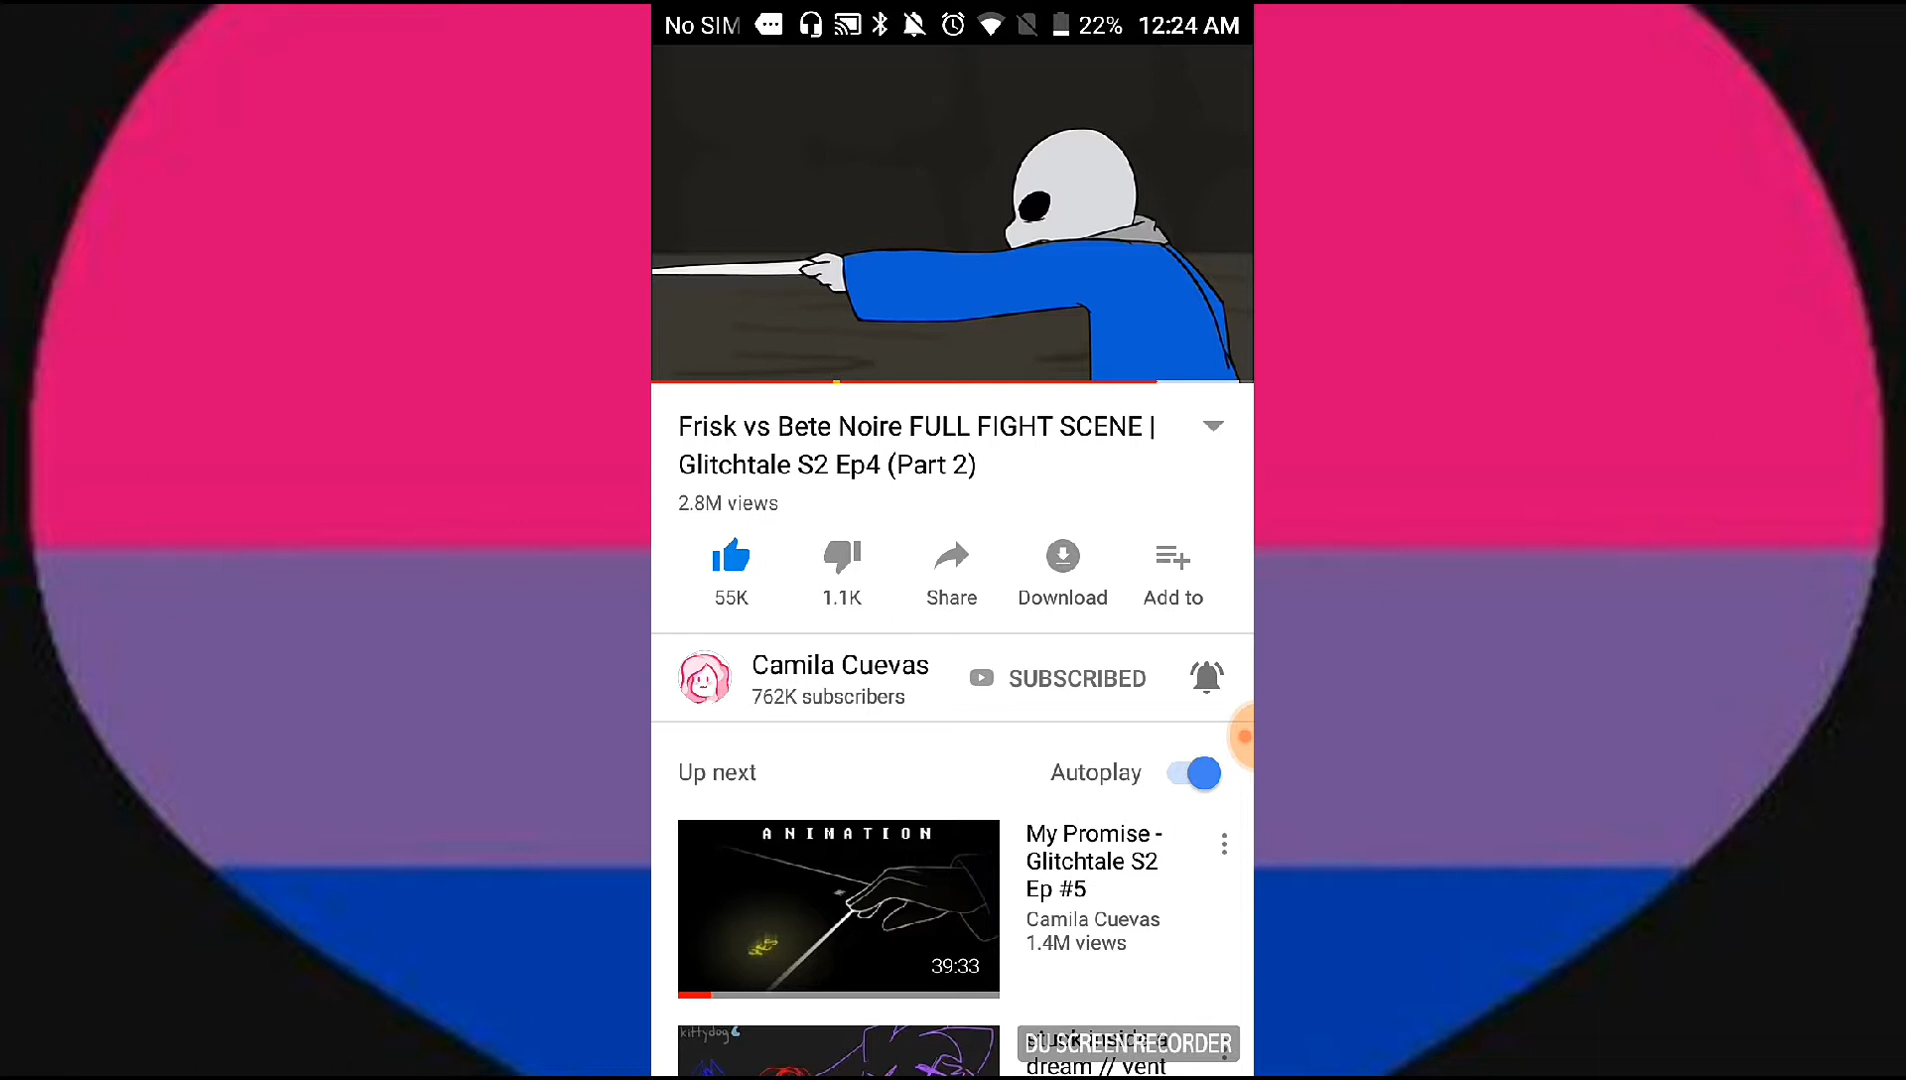 No SIM 22% 12:24 AM
Frisk vs Bete Noire FULL FIGHT SCENE |
Glitchtale S2 Ep4 (Part 2)
2.8M views
55K 1.1K Share Download Add to
Camila Cuevas
762K subscribers
SUBSCRIBED
Up next Autoplay
ANIMATION
YES
39:33
My Promise -
Glitchtale S2
Ep #5
Camila Cuevas
1.4M views
kittydog
DU SCREEN RECORDER
dream // vent